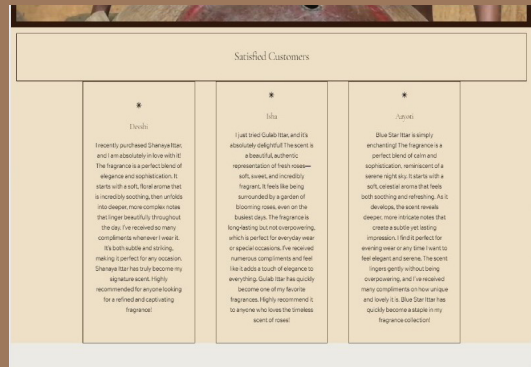 Satisfied Customers
Devshi
I recently purchased Shanaya Ittar,
and I am absolutely in love with it!
The fragrance is a perfect blend of
elegance and sophistication. It
starts with a soft, floral aroma that
is incredibly soothing, then unfolds
into deeper, more complex notes
that linger beautifully throughout
the day. I've received so many
compliments whenever I wear it.
It's both subtle and striking,
making it perfect for any occasion.
Shanaya Ittar has truly become my
signature scent. Highly
recommended for anyone looking
for a refined and captivating
fragrance!
Isha
I just tried Gulab Ittar, and it's
absolutely delightful! The scent is
a beautiful, authentic
representation of fresh roses—
soft, sweet, and incredibly
fragrant. It feels like being
surrounded by a garden of
blooming roses, even on the
busiest days. The fragrance is
long-lasting but not overpowering,
which is perfect for everyday wear
or special occasions. I've received
numerous compliments and feel
like it adds a touch of elegance to
everything. Gulab Ittar has quickly
become one of my favorite
fragrances. Highly recommend it
to anyone who loves the timeless
scent of roses!
Blue Star Ittar is simply
enchanting! The fragrance is a
perfect blend of calm and
sophistication, reminiscent of a
serene night sky. It starts with a
soft, celestial aroma that feels
both soothing and refreshing. As it
develops, the scent reveals
deeper, more intricate notes that
create a subtle yet lasting
impression. I find it perfect for
evening wear or any time I want to
feel elegant and serene. The scent
lingers gently without being
overpowering, and I've received
many compliments on how unique
and lovely it is. Blue Star Ittar has
quickly become a staple in my
fragrance collection!